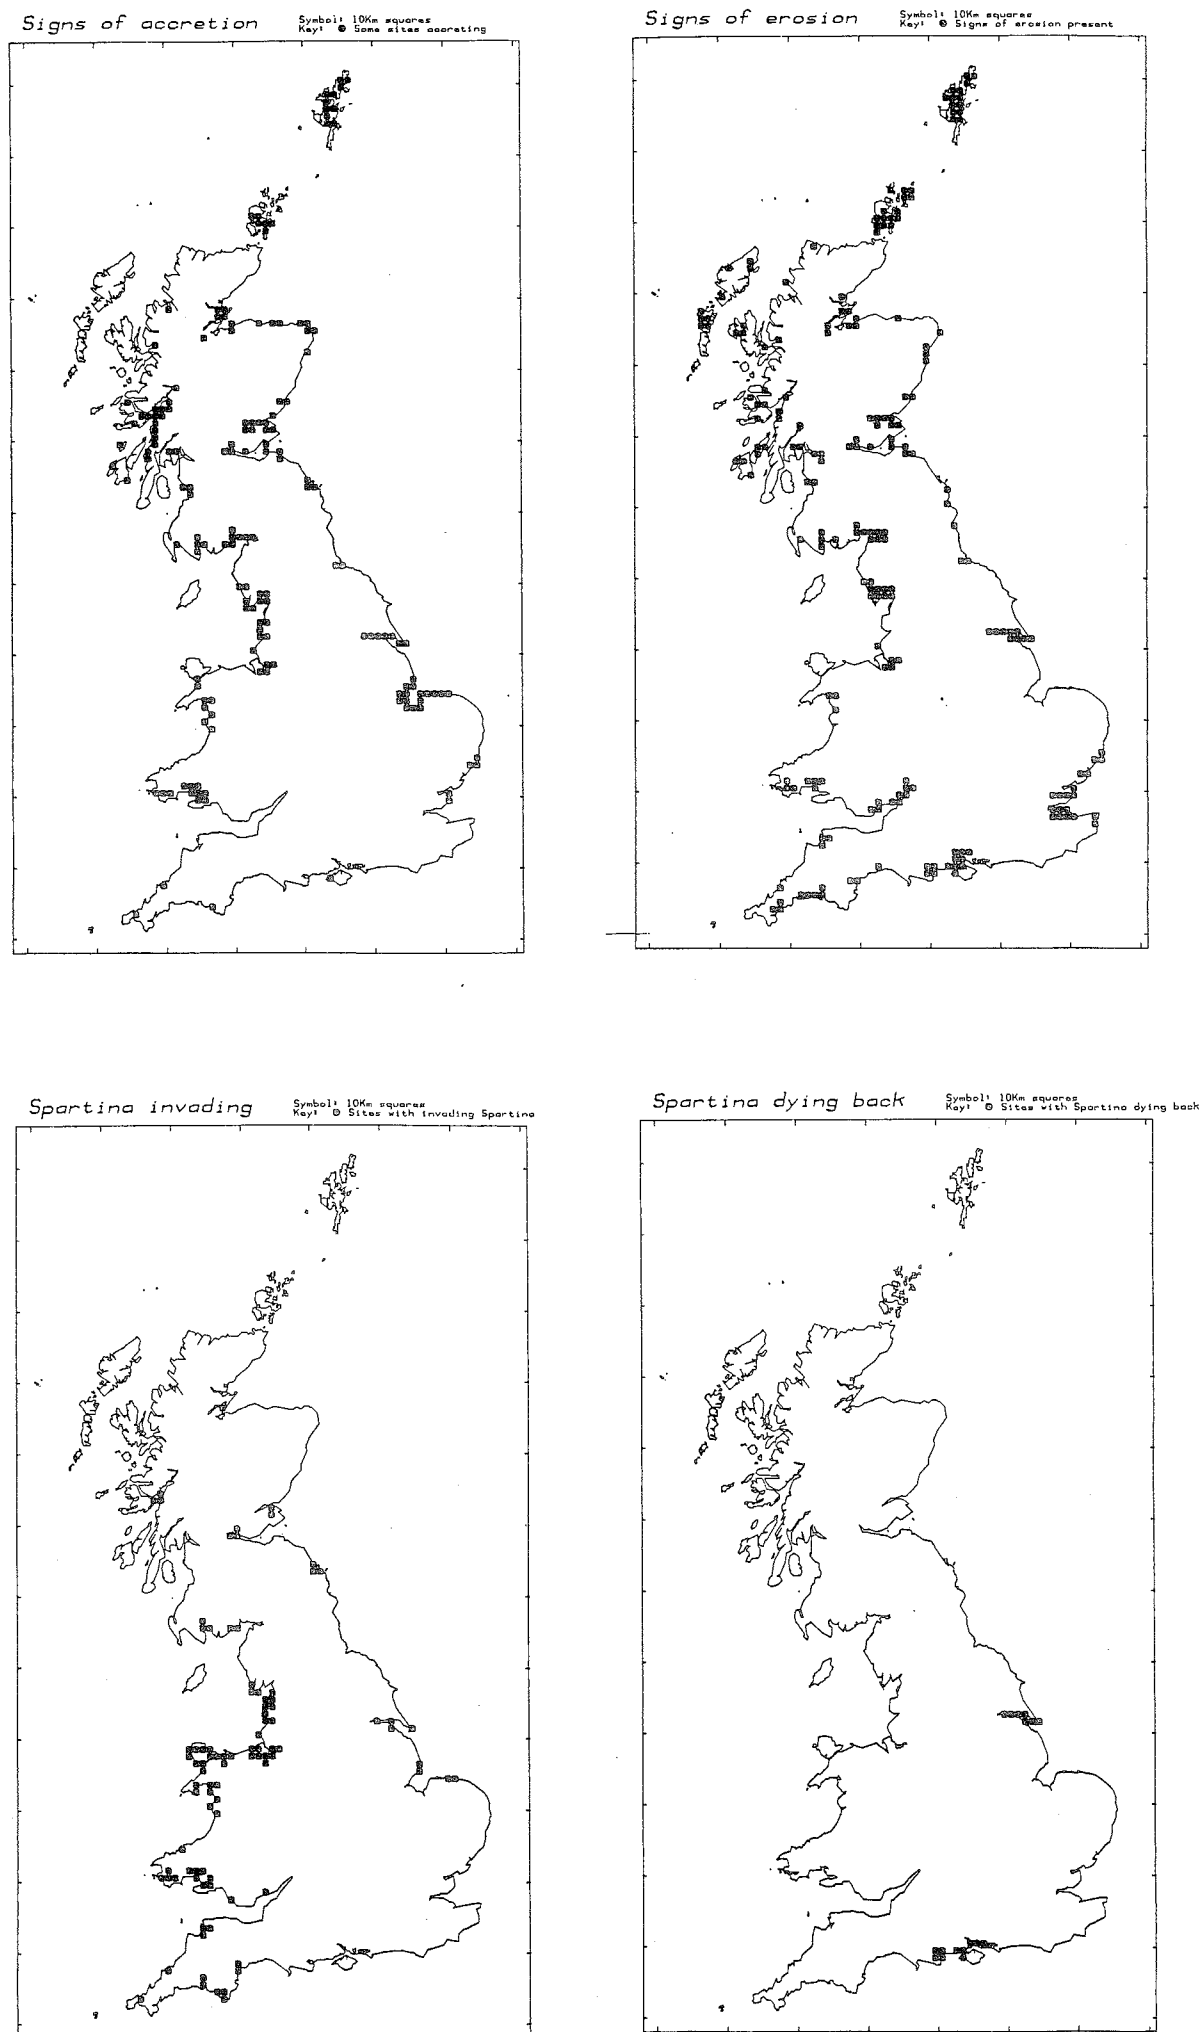 Signs of accretion
Symbol: 10Km squares
Key: Some sites accreting
Signs of erosion
Symbol: 10Km squares
Key: Signs of erosion present
Spartina invading
Symbol: 10Km squares
Key: Sites with invading Spartina
Spartina dying back
Symbol: 10Km squares
Key: Sites with Spartina dying back